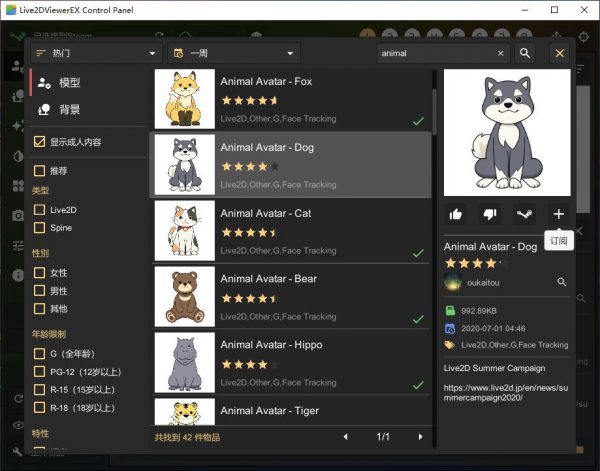 Live2DViewerEX Control Panel
热门
一周
animal
模型
背景
显示成人内容
推荐
类型
Live2D
Spine
性别
女性
男性
其他
年龄限制
G（全年龄）
PG-12（12岁以上）
R-15（15岁以上）
R-18（18岁以上）
特性
Animal Avatar - Fox
Live2D,Other,G,Face Tracking
Animal Avatar - Dog
Live2D,Other,G,Face Tracking
Animal Avatar - Cat
Live2D,Other,G,Face Tracking
Animal Avatar - Bear
Live2D,Other,G,Face Tracking
Animal Avatar - Hippo
Live2D,Other,G,Face Tracking
Animal Avatar - Tiger
共找到 42 件物品
1/1
订阅
Animal Avatar - Dog
oukaitou
992.89KB
2020-07-01 04:46
Live2D,Other,G,Face Tracking
Live2D Summer Campaign
https://www.live2d.jp/en/news/su
mmercampaign2020/